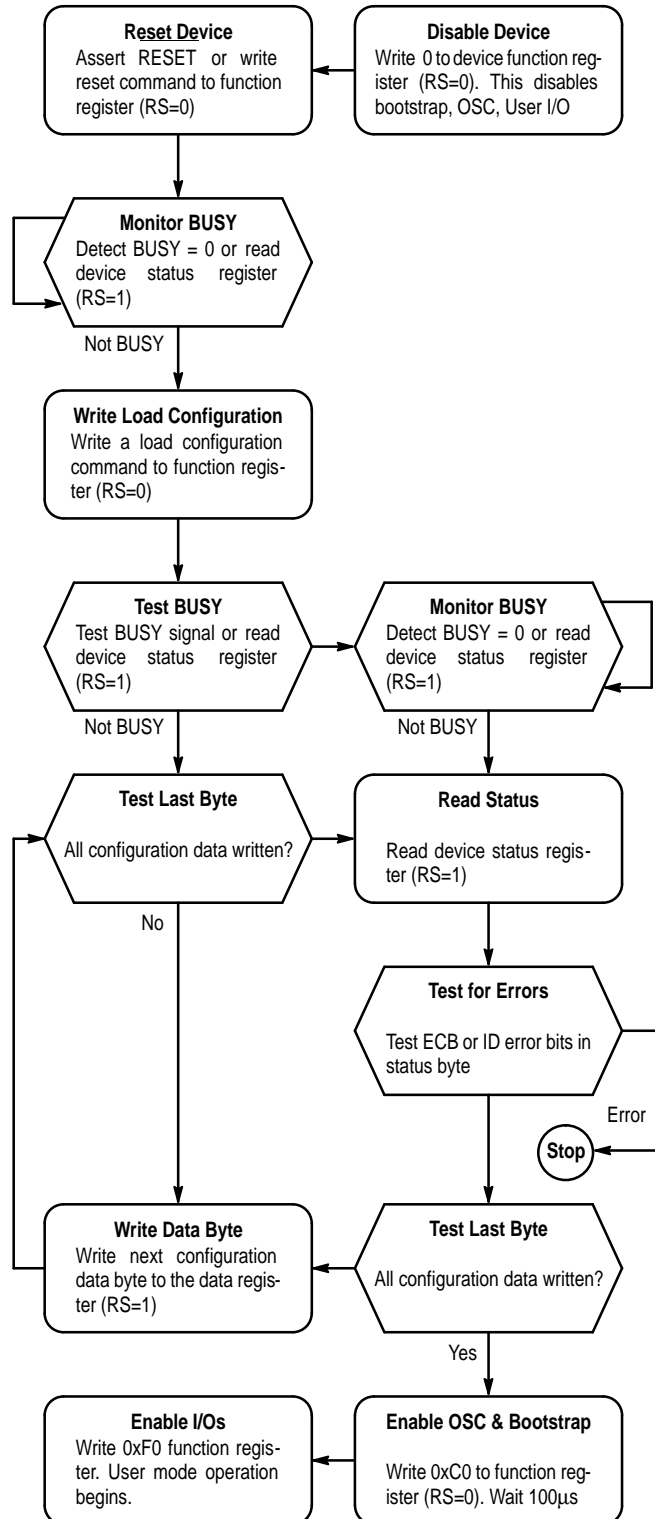 Reset Device
Assert RESET or write
reset command to function
register (RS=0)
Disable Device
Write 0 to device function reg-
ister (RS=0). This disables
bootstrap, OSC, User I/O
Monitor BUSY
Detect BUSY = 0 or read
device status register
(RS=1)
Not BUSY
Write Load Configuration
Write a load configuration
command to function regis-
ter (RS=0)
Test BUSY
Test BUSY signal or read
device status register
(RS=1)
Monitor BUSY
Detect BUSY = 0 or read
device status register
(RS=1)
Not BUSY
Not BUSY
Test Last Byte
All configuration data written?
Read Status
Read device status regis-
ter (RS=1)
No
Test for Errors
Test ECB or ID error bits in
status byte
Error
Stop
Write Data Byte
Write next configuration
data byte to the data regis-
ter (RS=1)
Test Last Byte
All configuration data written?
Yes
Enable I/Os
Write 0xF0 function regis-
ter. User mode operation
begins.
Enable OSC & Bootstrap
Write 0xC0 to function reg-
ister (RS=0). Wait 100μs